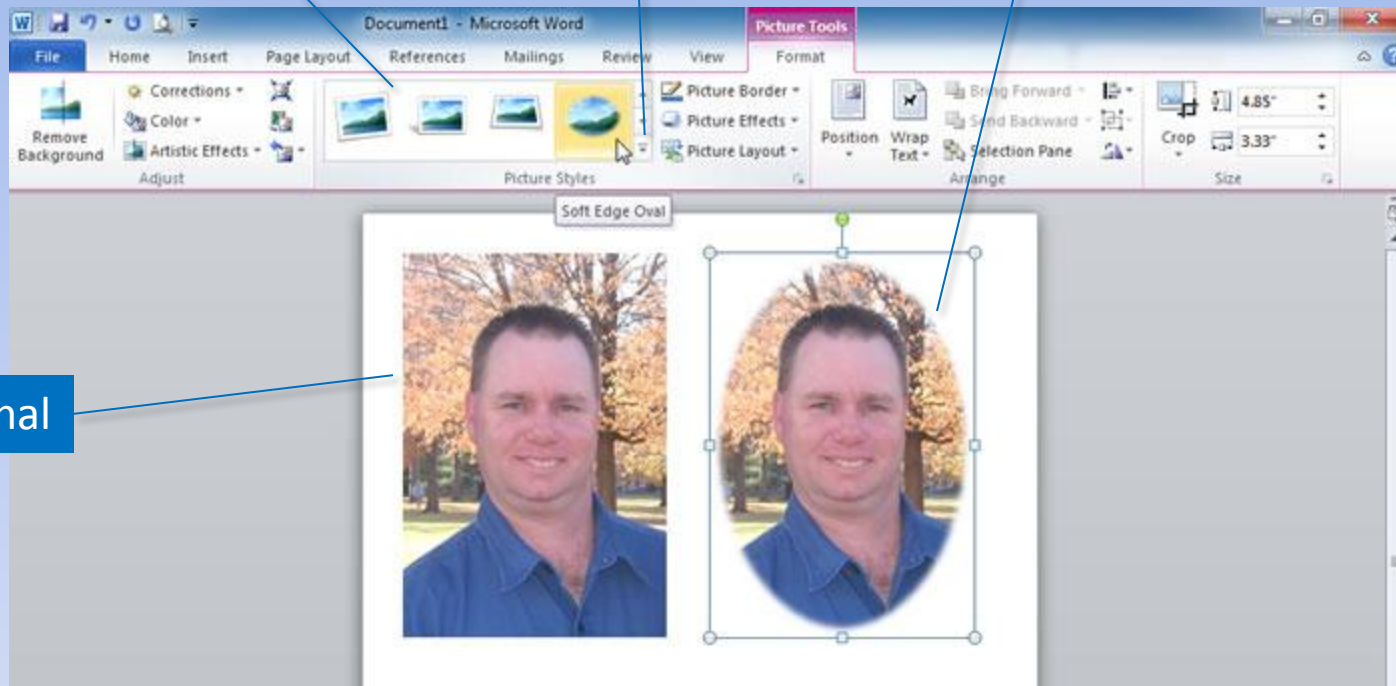 W Document1 - Microsoft Word Picture Tools
File Home Insert Page Layout References Mailings Review View Format
Corrections Picture Border Bring Forward 4.85"
Color Picture Effects Send Backward
Remove Background Artistic Effects Picture Layout Position Wrap Text Selection Pane Crop 3.33"
Adjust Picture Styles Arrange Size
Soft Edge Oval
nal